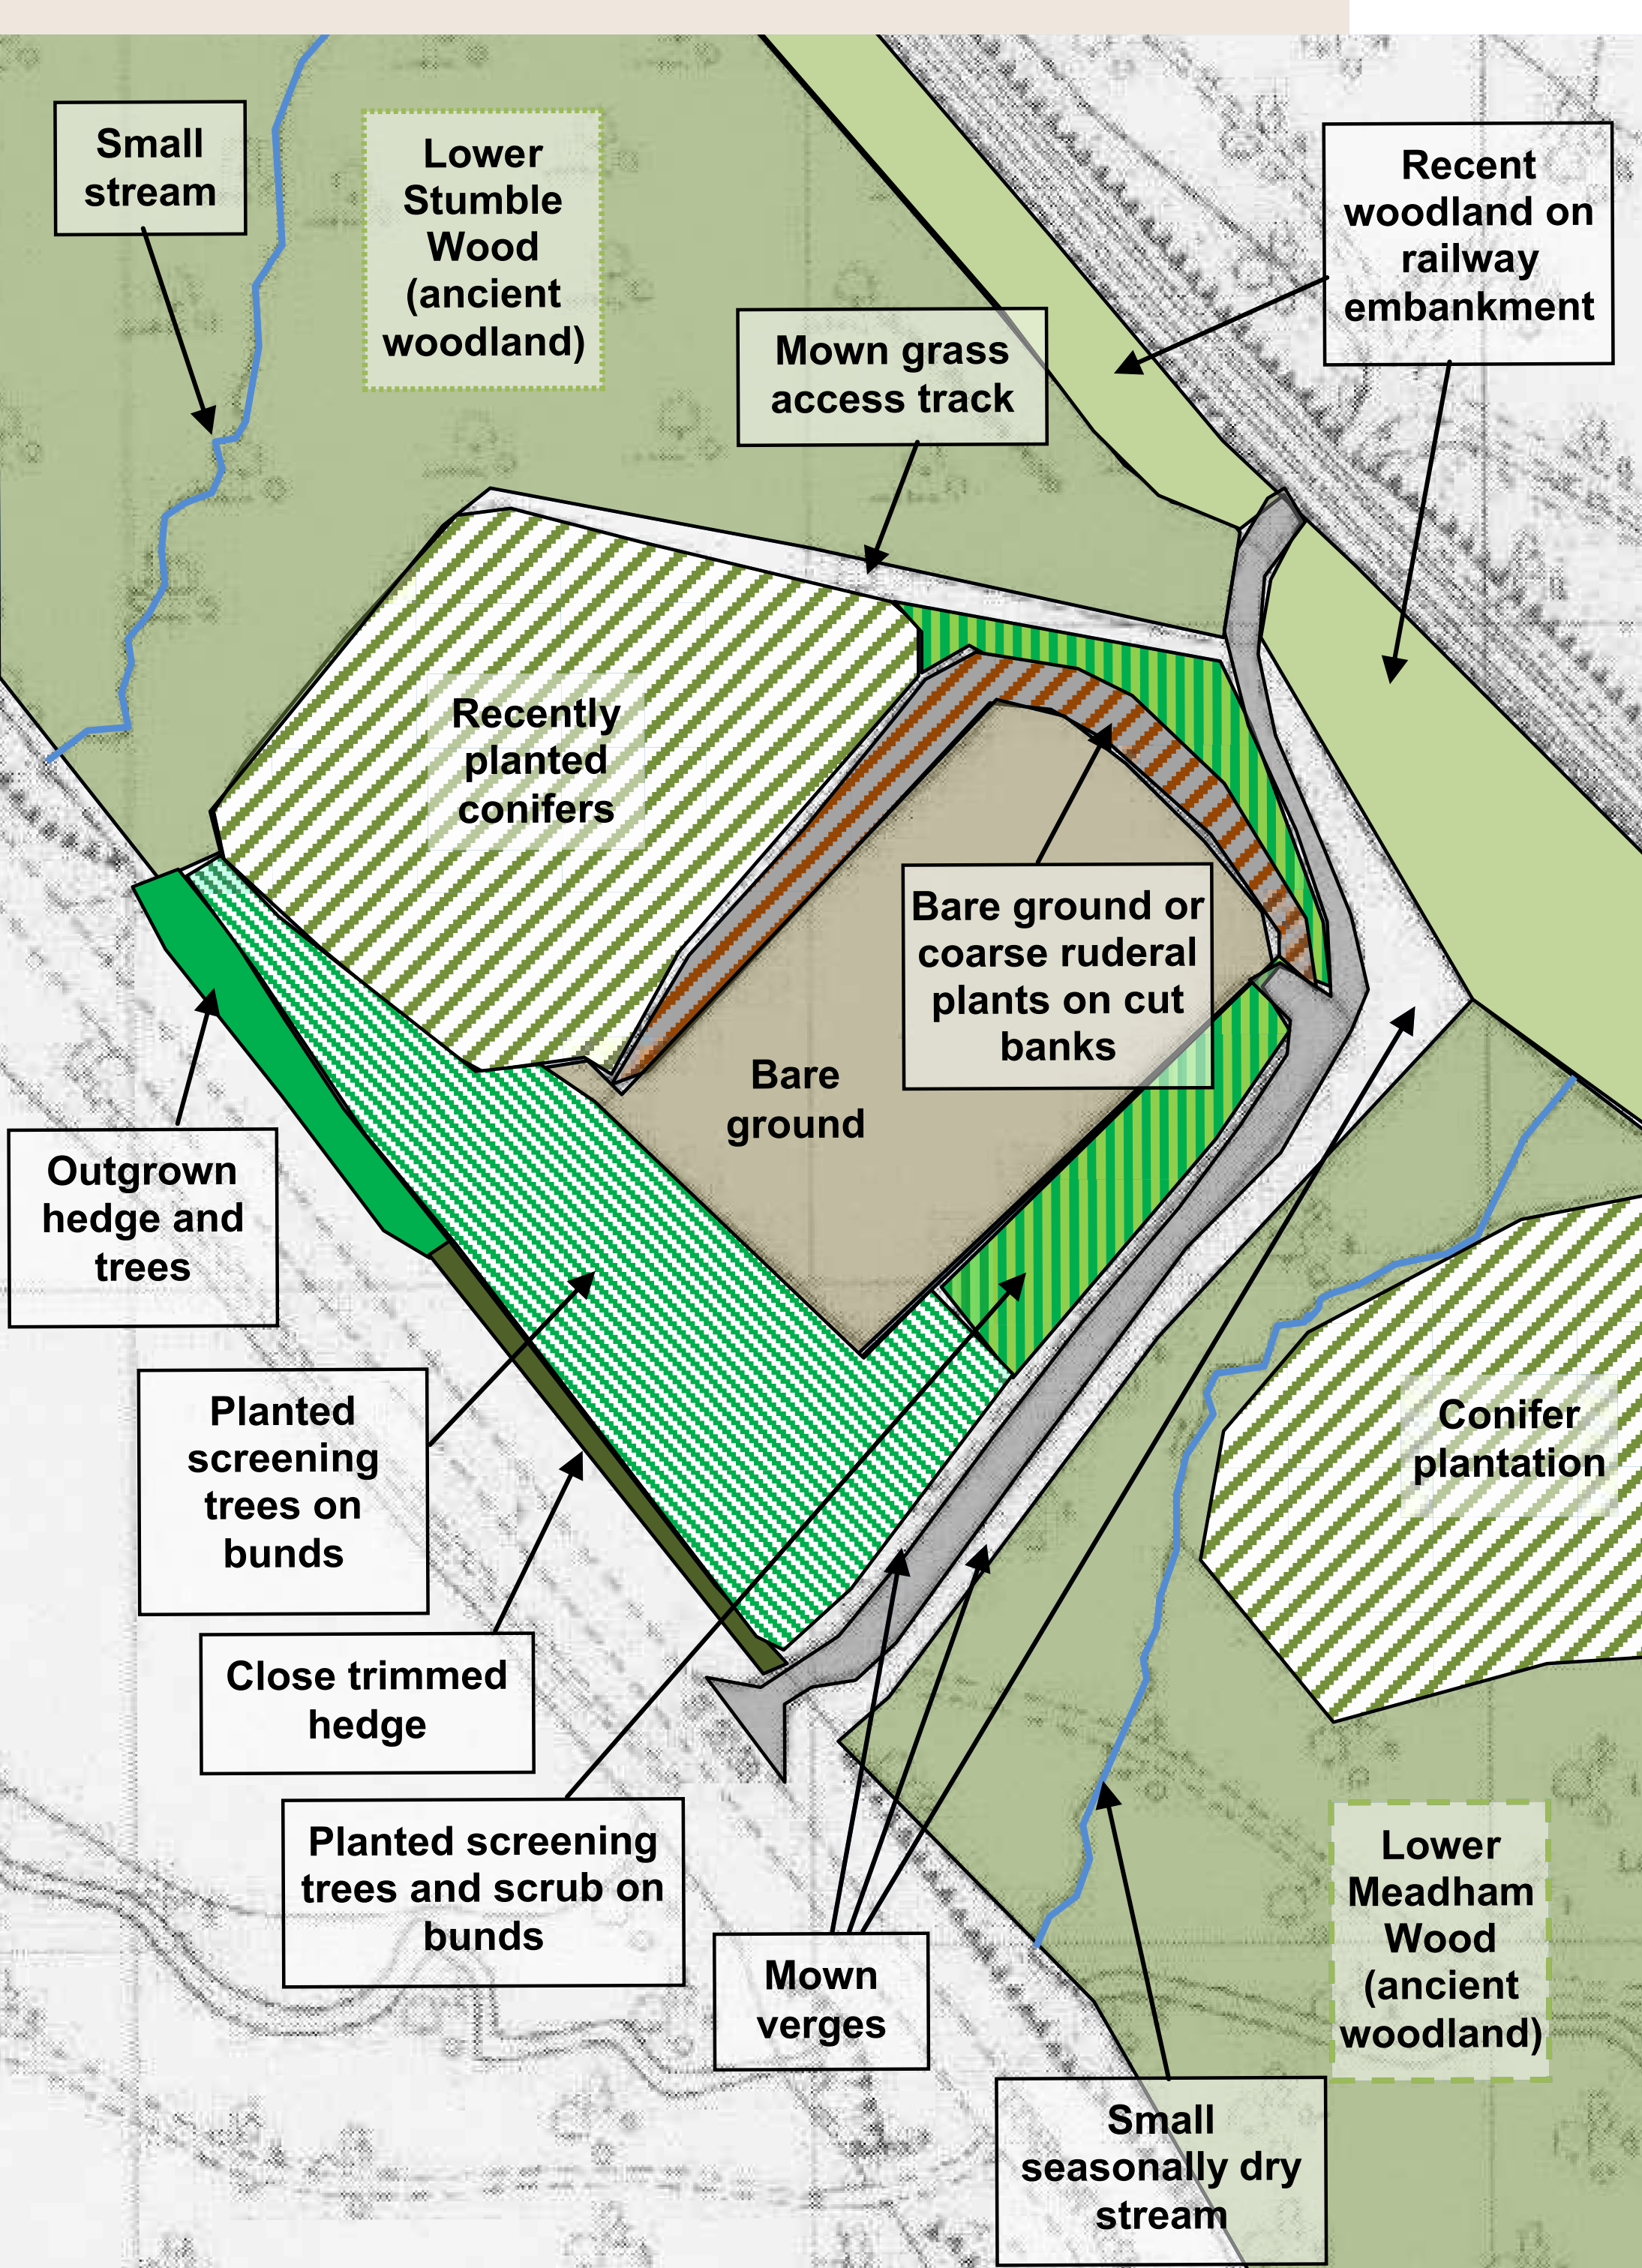 Small
stream
Lower
Stumble
Wood
(ancient
woodland)
Recent
woodland on
railway
embankment
Mown grass
access track
Recently
planted
conifers
Bare ground or
coarse ruderal
plants on cut
banks
Bare
ground
Outgrown
hedge and
trees
Planted
screening
trees on
bunds
Conifer
plantation
Close trimmed
hedge
Planted screening
trees and scrub on
bunds
Mown
verges
Lower
Meadham
Wood
(ancient
woodland)
Small
seasonally dry
stream